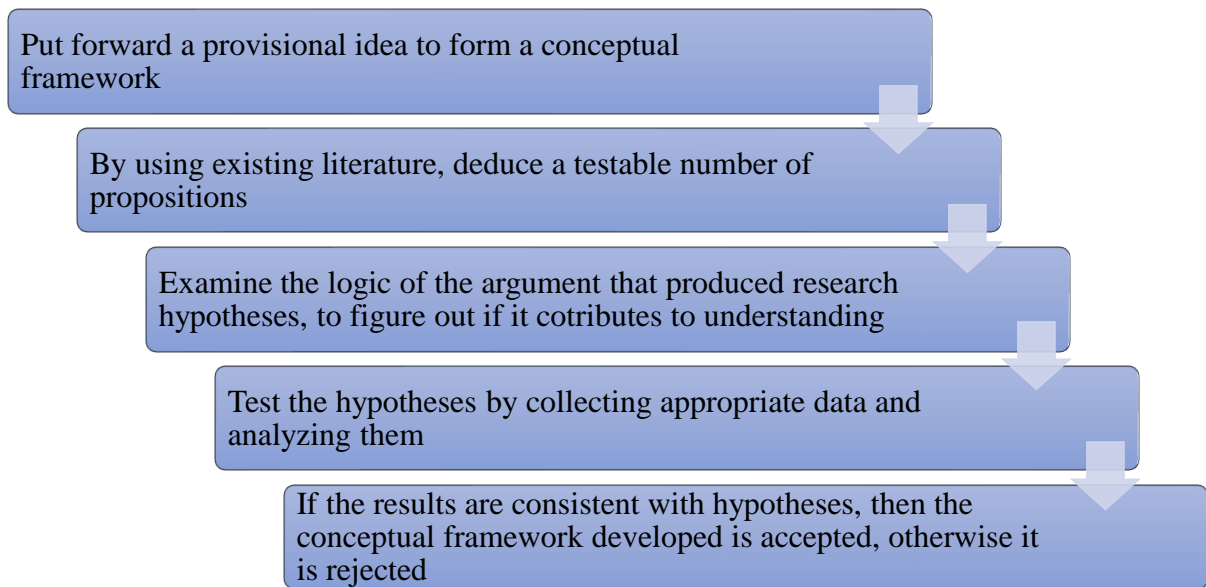 Put forward a provisional idea to form a conceptual
framework
By using existing literature, deduce a testable number of
propositions
Examine the logic of the argument that produced research
hypotheses, to figure out if it cotributes to understanding
Test the hypotheses by collecting appropriate data and
analyzing them
If the results are consistent with hypotheses, then the
conceptual framework developed is accepted, otherwise it
is rejected